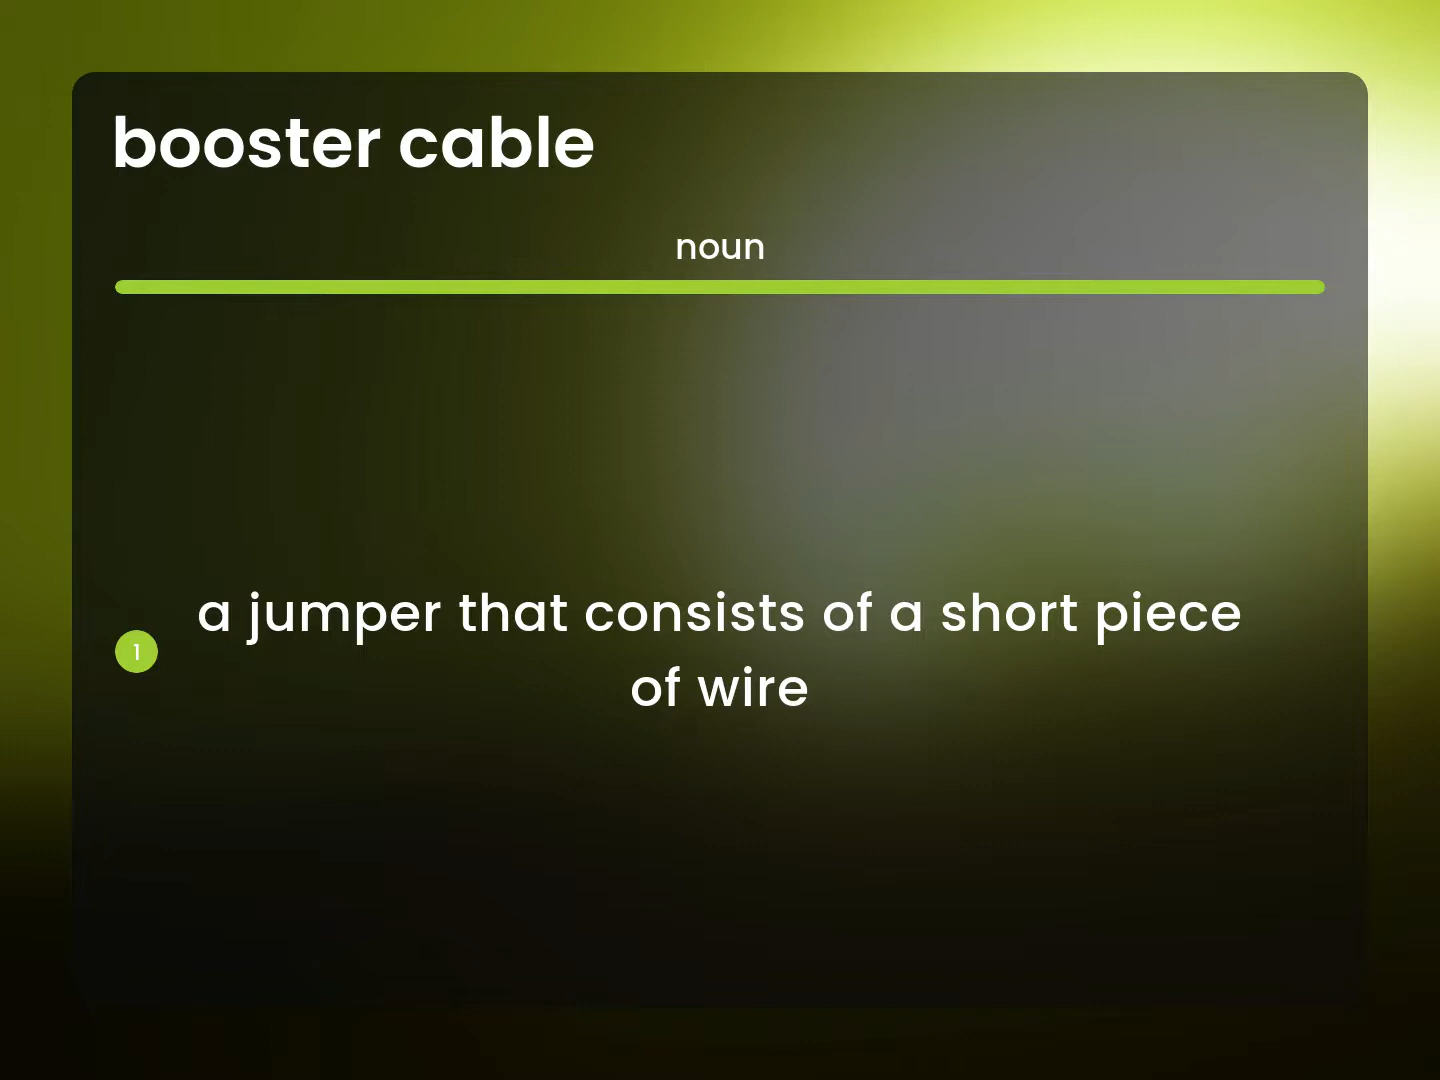 booster cable
noun
1
a jumper that consists of a short piece
of wire